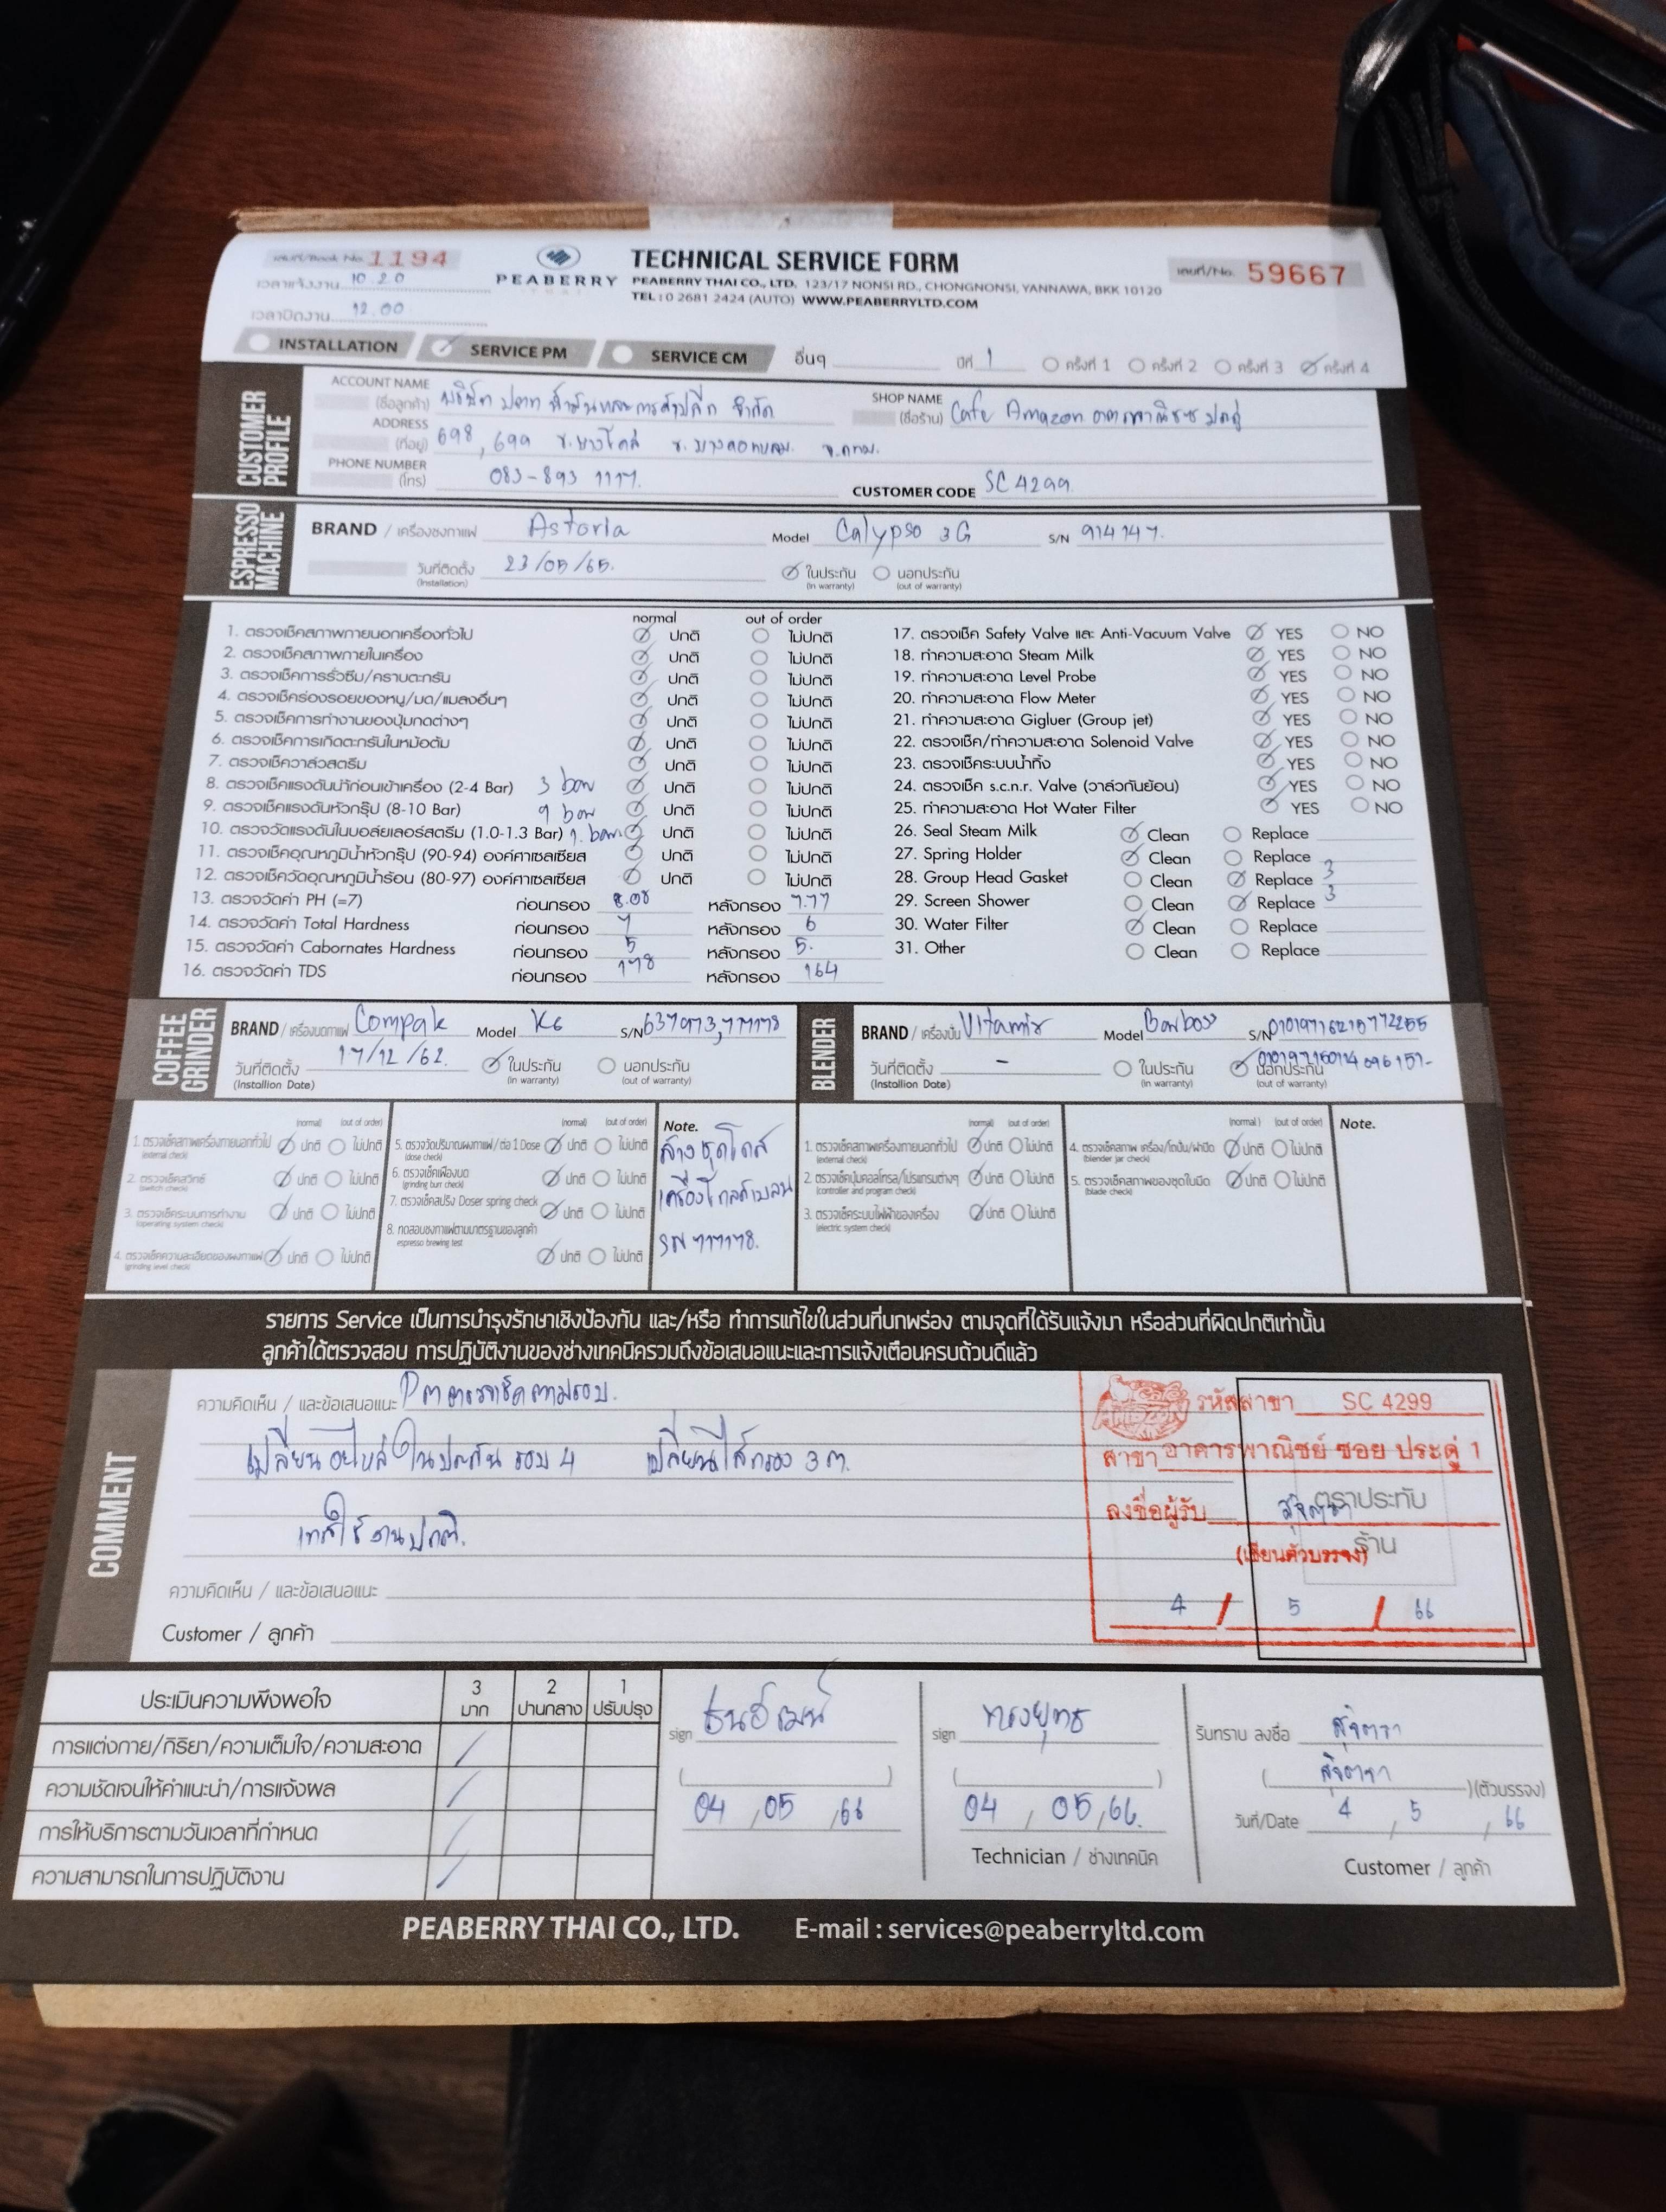 เลขที่/Book No. 1194
PEABERRY
THAI
TECHNICAL SERVICE FORM
PEABERRY THAI CO., LTD. 123/17 NONSI RD., CHONGNONSI, YANNAWA, BKK 10120
TEL : 0 2681 2424 (AUTO) WWW.PEABERRYLTD.COM
เลขที่/No. 59667
เวลาแจ้งงาน 10.20
เวลาปิดงาน 12.00
INSTALLATION SERVICE PM SERVICE CM อื่นๆ ปีที่ 1 ครั้งที่ 1 ครั้งที่ 2 ครั้งที่ 3 ครั้งที่ 4
CUSTOMER PROFILE
ACCOUNT NAME (ชื่อลูกค้า) บริษัท ปตท น้ำมันและการค้าปลีก จำกัด
SHOP NAME (ชื่อร้าน) Cafe Amazon
ADDRESS (ที่อยู่) 698, 699
PHONE NUMBER (โทร) 083-893 1117.
CUSTOMER CODE SC 4299.
ESPRESSO MACHINE
BRAND / เครื่องชงกาแฟ Astoria Model Calypso 3G S/N 914147.
วันที่ติดตั้ง (Installation) 23/05/65. ในประกัน (in warranty) นอกประกัน (out of warranty)
normal out of order
1. ตรวจเช็คสภาพภายนอกเครื่องทั่วไป ปกติ ไม่ปกติ
2. ตรวจเช็คสภาพภายในเครื่อง ปกติ ไม่ปกติ
3. ตรวจเช็คการรั่วซึม/คราบตะกรัน ปกติ ไม่ปกติ
4. ตรวจเช็คร่องรอยของหนู/มด/แมลงอื่นๆ ปกติ ไม่ปกติ
5. ตรวจเช็คการทำงานของปุ่มกดต่างๆ ปกติ ไม่ปกติ
6. ตรวจเช็คการเกิดตะกรันในหม้อต้ม ปกติ ไม่ปกติ
7. ตรวจเช็ควาล์วสตรีม ปกติ ไม่ปกติ
8. ตรวจเช็คแรงดันน้ำก่อนเข้าเครื่อง (2-4 Bar) 3 bar ปกติ ไม่ปกติ
9. ตรวจเช็คแรงดันหัวกรุ๊ป (8-10 Bar) 9 bar ปกติ ไม่ปกติ
10. ตรวจวัดแรงดันในบอล์ยเลอร์สตรีม (1.0-1.3 Bar) 1. bar ปกติ ไม่ปกติ
11. ตรวจเช็คอุณหภูมิน้ำหัวกรุ๊ป (90-94) องค์ศาเซลเซียส ปกติ ไม่ปกติ
12. ตรวจเช็ควัดอุณหภูมิน้ำร้อน (80-97) องค์ศาเซลเซียส ปกติ ไม่ปกติ
13. ตรวจวัดค่า PH (=7) ก่อนกรอง 8.08 หลังกรอง 7.77
14. ตรวจวัดค่า Total Hardness ก่อนกรอง 7 หลังกรอง 6
15. ตรวจวัดค่า Cabornates Hardness ก่อนกรอง 5 หลังกรอง 5.
16. ตรวจวัดค่า TDS ก่อนกรอง 178 หลังกรอง 164
17. ตรวจเช็ค Safety Valve และ Anti-Vacuum Valve YES NO
18. ทำความสะอาด Steam Milk YES NO
19. ทำความสะอาด Level Probe YES NO
20. ทำความสะอาด Flow Meter YES NO
21. ทำความสะอาด Gigluer (Group jet) YES NO
22. ตรวจเช็ค/ทำความสะอาด Solenoid Valve YES NO
23. ตรวจเช็คระบบน้ำทิ้ง YES NO
24. ตรวจเช็ค s.c.n.r. Valve (วาล์วกันย้อน) YES NO
25. ทำความสะอาด Hot Water Filter YES NO
26. Seal Steam Milk Clean Replace
27. Spring Holder Clean Replace
28. Group Head Gasket Clean Replace 3
29. Screen Shower Clean Replace 3
30. Water Filter Clean Replace
31. Other Clean Replace
COFFEE GRINDER
BRAND / เครื่องบดกาแฟ Compak Model K6 S/N 637973,777178
วันที่ติดตั้ง (Installion Date) 17/12/62. ในประกัน (in warranty) นอกประกัน (out of warranty)
BLENDER
BRAND / เครื่องปั่น Vitamix Model Barboss S/N
วันที่ติดตั้ง (Installion Date) - ในประกัน (in warranty) นอกประกัน (out of warranty)
(normal) (out of order)
1. ตรวจเช็คสภาพเครื่องภายนอกทั่วไป (external check) ปกติ ไม่ปกติ
2. ตรวจเช็คสวิทซ์ (switch check) ปกติ ไม่ปกติ
3. ตรวจเช็คระบบการทำงาน (operating system check) ปกติ ไม่ปกติ
4. ตรวจเช็คความละเอียดของผงกาแฟ (grinding level check) ปกติ ไม่ปกติ
(normal) (out of order)
5. ตรวจวัดปริมาณผงกาแฟ/ต่อ 1 Dose (dose check) ปกติ ไม่ปกติ
6. ตรวจเช็คเฟืองบด (grinding burr check) ปกติ ไม่ปกติ
7. ตรวจเช็คสปริง Doser spring check ปกติ ไม่ปกติ
8. ทดสอบชงกาแฟตามมาตรฐานของลูกค้า espresso brewing test ปกติ ไม่ปกติ
Note.
ล้างชุดโถส์
SN 777178.
(normal) (out of order)
1. ตรวจเช็คสภาพเครื่องภายนอกทั่วไป (external check) ปกติ ไม่ปกติ
2. ตรวจเช็คปุ่มคอลโทรล/โปรแกรมต่างๆ (controller and program check) ปกติ ไม่ปกติ
3. ตรวจเช็คระบบไฟฟ้าของเครื่อง (electric system check) ปกติ ไม่ปกติ
(normal) (out of order)
4. ตรวจเช็คสภาพ เครื่อง/โถปั่น/ฝาปิด (blender jar check) ปกติ ไม่ปกติ
5. ตรวจเช็คสภาพของชุดใบมีด (blade check) ปกติ ไม่ปกติ
Note.
รายการ Service เป็นการบำรุงรักษาเชิงป้องกัน และ/หรือ ทำการแก้ไขในส่วนที่บกพร่อง ตามจุดที่ได้รับแจ้งมา หรือส่วนที่ผิดปกติเท่านั้น
ลูกค้าได้ตรวจสอบ การปฏิบัติงานของช่างเทคนิครวมถึงข้อเสนอแนะและการแจ้งเตือนครบถ้วนดีแล้ว
COMMENT
ความคิดเห็น / และข้อเสนอแนะ Pm ตรวจเช็คตามรอบ.
เปลี่ยนอะไหล่ในประกัน รอบ 4 เปลี่ยนไส้กรอง 3 ต.
เทสใช้งานปกติ.
ความคิดเห็น / และข้อเสนอแนะ
Customer / ลูกค้า
รหัสสาขา SC 4299
สาขา อาคารพาณิชย์ ซอย ประดู่ 1
ลงชื่อผู้รับ สุจิตรา
(เขียนตัวบรรจง)
ตราประทับ
ร้าน
4 / 5 / 66
ประเมินความพึงพอใจ 3 มาก 2 ปานกลาง 1 ปรับปรุง
การแต่งกาย/กิริยา/ความเต็มใจ/ความสะอาด
ความชัดเจนให้คำแนะนำ/การแจ้งผล
การให้บริการตามวันเวลาที่กำหนด
ความสามารถในการปฏิบัติงาน
sign ธนวัฒน์
04 / 05 / 66
sign ทรงยุทธ
04 / 05 / 66.
Technician / ช่างเทคนิค
รับทราบ ลงชื่อ สุจิตรา
(สุจิตรา) (ตัวบรรจง)
วันที่/Date 4 / 5 / 66
Customer / ลูกค้า
PEABERRY THAI CO., LTD. E-mail : services@peaberryltd.com